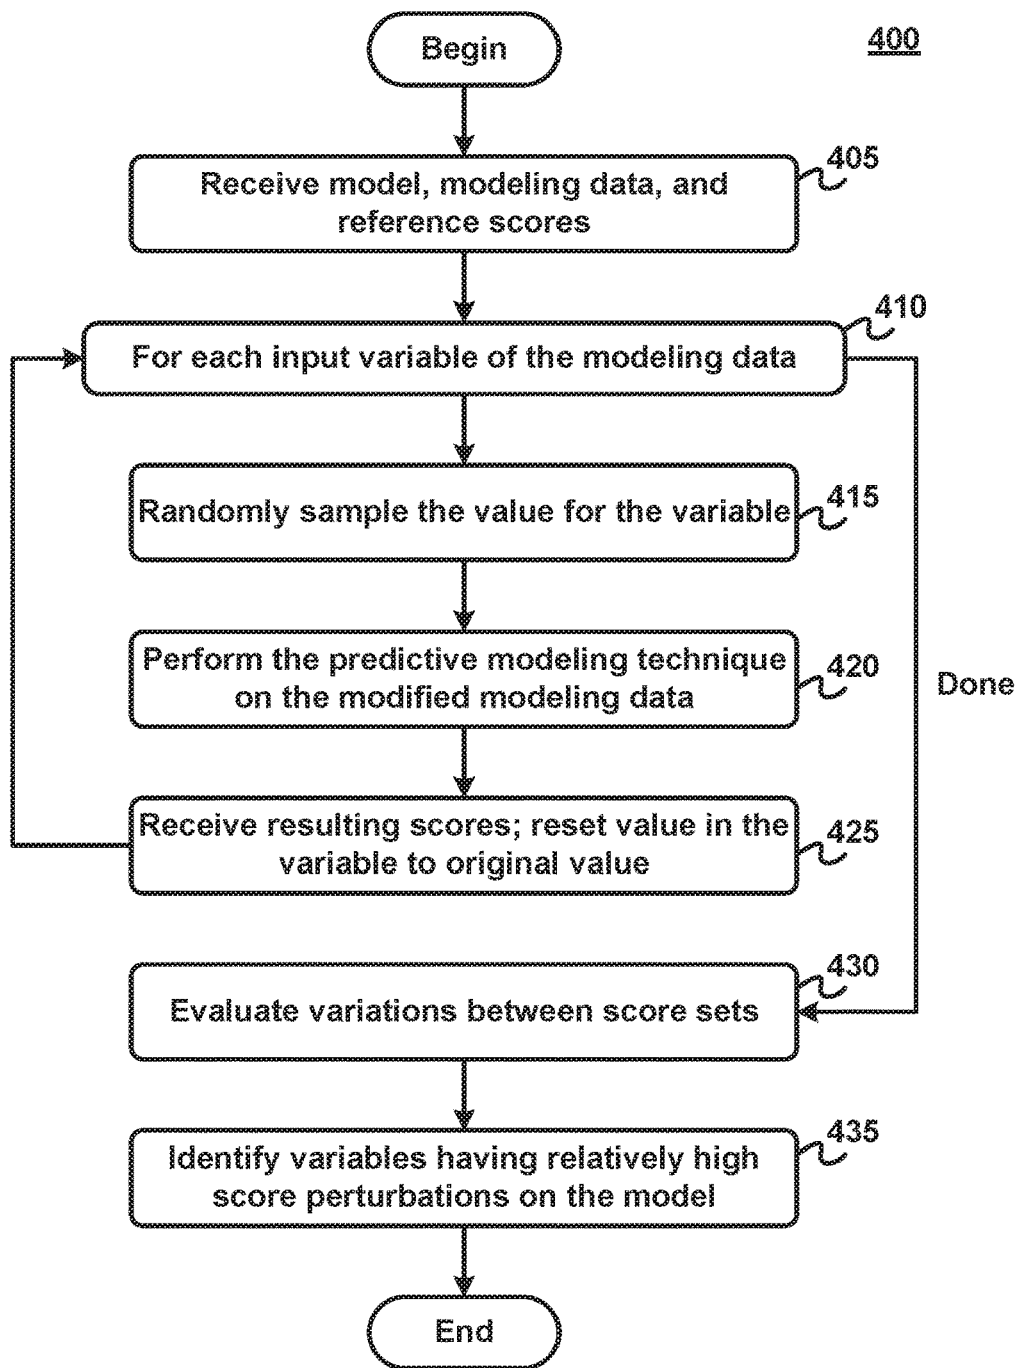 Begin
400
405
Receive model, modeling data, and
reference scores
410
For each input variable of the modeling data
415
Randomly sample the value for the variable
420
Perform the predictive modeling technique
on the modified modeling data
Done
425
Receive resulting scores; reset value in the
variable to original value
430
Evaluate variations between score sets
435
Identify variables having relatively high
score perturbations on the model
End